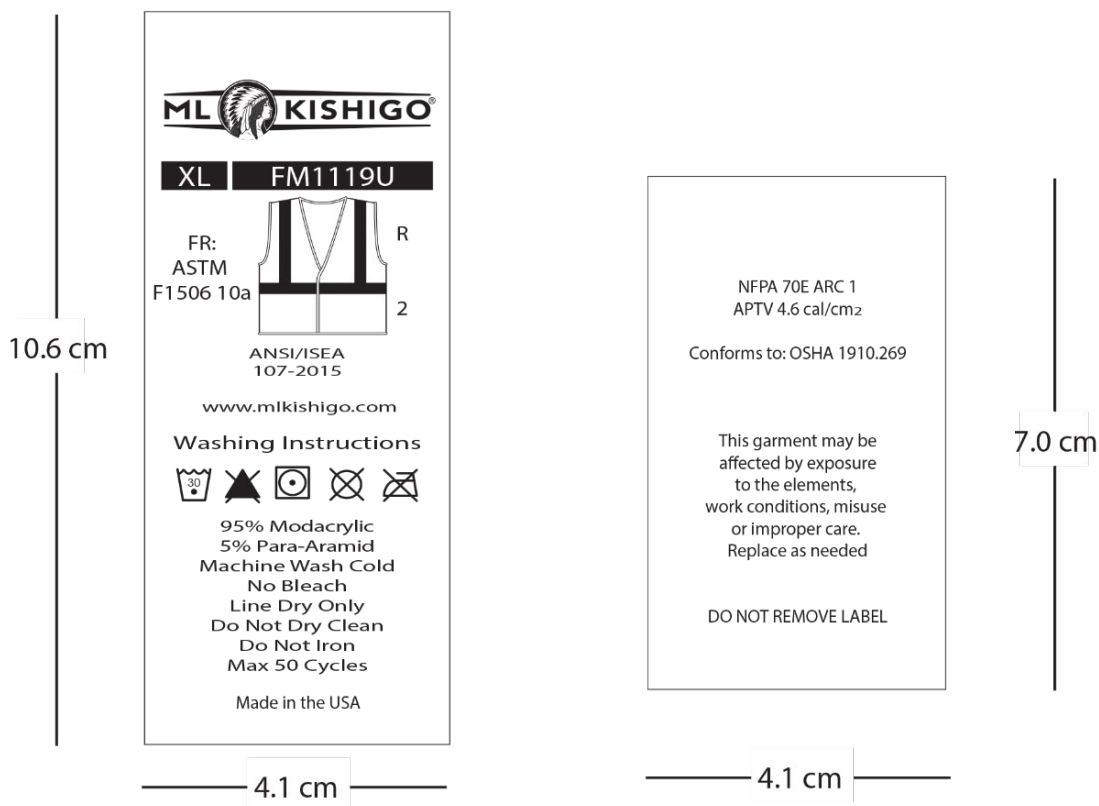 ML KISHIGO®
XL FM1119U
FR:
ASTM
F1506 10a
R
2
ANSI/ISEA
107-2015
www.mlkishigo.com
Washing Instructions
30
95% Modacrylic
5% Para-Aramid
Machine Wash Cold
No Bleach
Line Dry Only
Do Not Dry Clean
Do Not Iron
Max 50 Cycles
Made in the USA
10.6 cm
4.1 cm
NFPA 70E ARC 1
APTV 4.6 cal/cm2
Conforms to: OSHA 1910.269
This garment may be
affected by exposure
to the elements,
work conditions, misuse
or improper care.
Replace as needed
DO NOT REMOVE LABEL
7.0 cm
4.1 cm